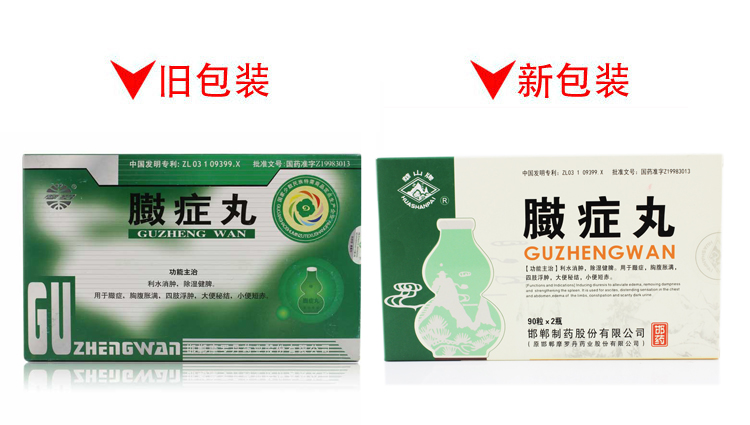 旧包装
新包装
中国发明专利: ZL 03 1 09399.X 批准文号: 国药准字Z19983013
臌症丸
GUZHENG WAN
功能主治
利水消肿，除湿健脾。
用于臌症，胸腹胀满，四肢浮肿，大便秘结，小便短赤。
臌症丸
GU
ZHENGWAN
中国发明专利: ZL03 1 09399. X 批准文号: 国药准字Z19983013
香山牌
HUASHANPAI
®
臌症丸
GUZHENGWAN
【功能主治】利水消肿，除湿健脾。用于臌症，胸腹胀满，
四肢浮肿，大便秘结，小便短赤。
90粒×2瓶
邯郸制药股份有限公司
(原邯郸摩罗丹药业股份有限公司)
邯药